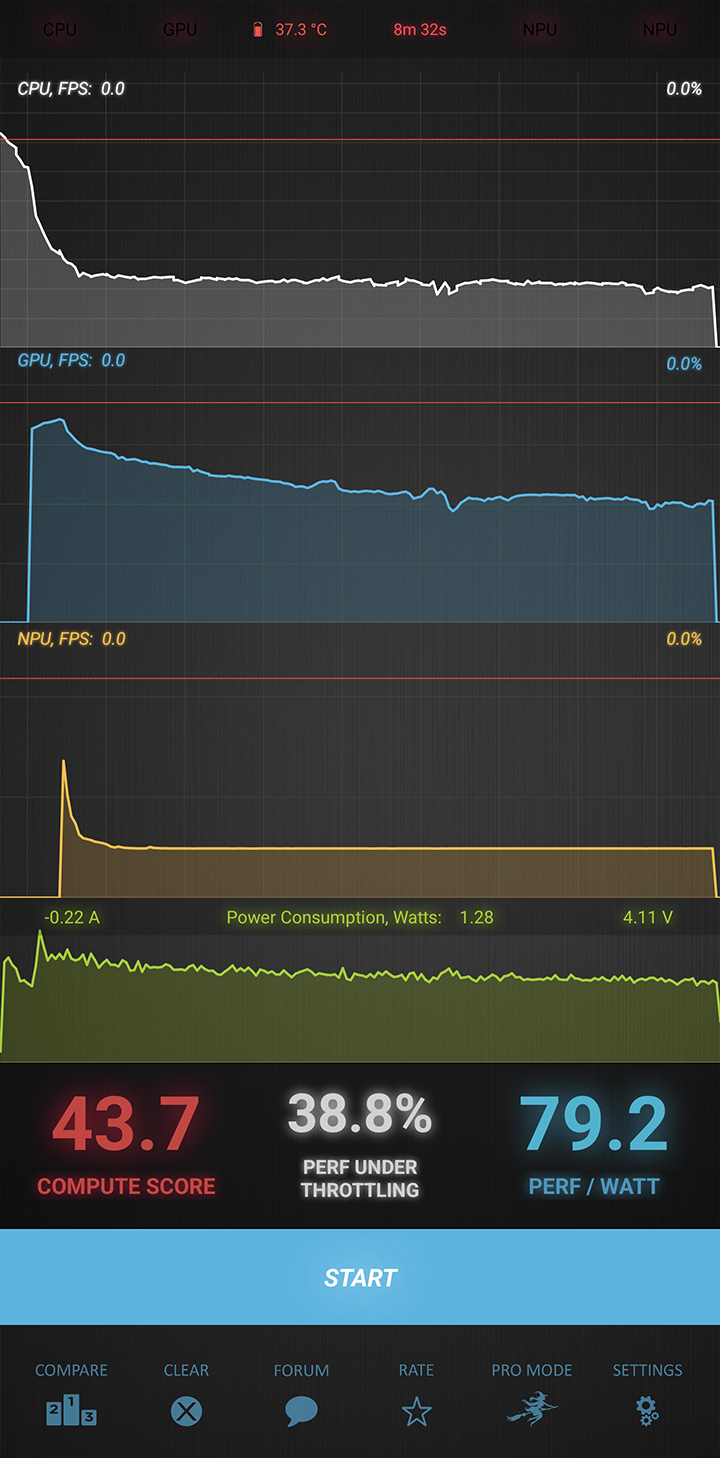 CPU GPU 37.3 °C 8m 32s NPU NPU
CPU, FPS: 0.0 0.0%
GPU, FPS: 0.0 0.0%
NPU, FPS: 0.0 0.0%
-0.22 A Power Consumption, Watts: 1.28 4.11 V
43.7 38.8% 79.2
COMPUTE SCORE PERF UNDER THROTTLING PERF / WATT
START
COMPARE CLEAR FORUM RATE PRO MODE SETTINGS
2 1 3